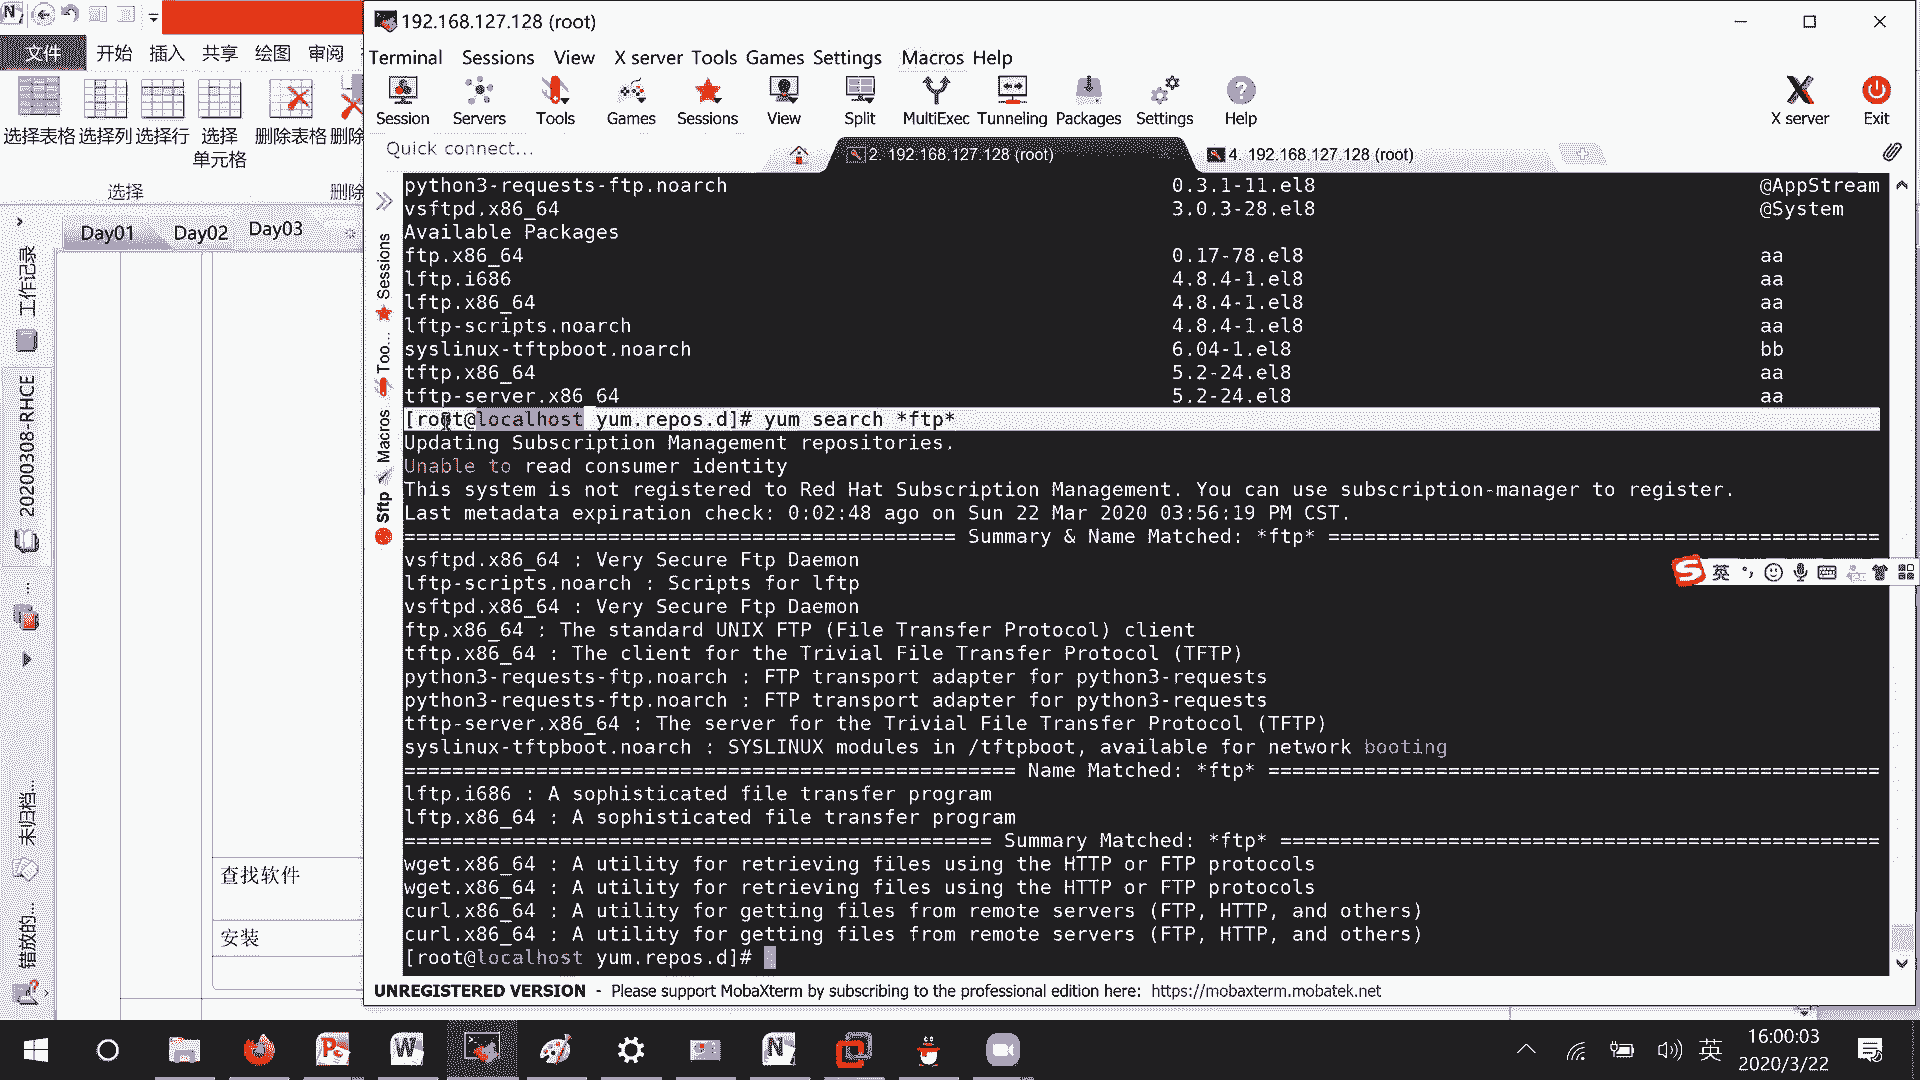 192.168.127.128 (root)
文件 开始 插入 共享 绘图 审阅
选择表格 选择列 选择行 选择单元格 删除表格 删除
选择 删除
Day01 Day02 Day03
工作记录
20200308-RHCE
未归档...
错放的...
查找软件
安装
Terminal Sessions View X server Tools Games Settings Macros Help
Session Servers Tools Games Sessions View Split MultiExec Tunneling Packages Settings Help X server Exit
Quick connect...
2. 192.168.127.128 (root)
4. 192.168.127.128 (root)
Sessions
Too...
Macros
Sftp
python3-requests-ftp.noarch 0.3.1-11.el8 @AppStream
vsftpd.x86_64 3.0.3-28.el8 @System
Available Packages
ftp.x86_64 0.17-78.el8 aa
lftp.i686 4.8.4-1.el8 aa
lftp.x86_64 4.8.4-1.el8 aa
lftp-scripts.noarch 4.8.4-1.el8 aa
syslinux-tftpboot.noarch 6.04-1.el8 bb
tftp.x86_64 5.2-24.el8 aa
tftp-server.x86_64 5.2-24.el8 aa
[root@localhost yum.repos.d]# yum search *ftp*
Updating Subscription Management repositories.
Unable to read consumer identity
This system is not registered to Red Hat Subscription Management. You can use subscription-manager to register.
Last metadata expiration check: 0:02:48 ago on Sun 22 Mar 2020 03:56:19 PM CST.
============================================== Summary & Name Matched: *ftp* ==============================================
vsftpd.x86_64 : Very Secure Ftp Daemon
lftp-scripts.noarch : Scripts for lftp
vsftpd.x86_64 : Very Secure Ftp Daemon
ftp.x86_64 : The standard UNIX FTP (File Transfer Protocol) client
tftp.x86_64 : The client for the Trivial File Transfer Protocol (TFTP)
python3-requests-ftp.noarch : FTP transport adapter for python3-requests
python3-requests-ftp.noarch : FTP transport adapter for python3-requests
tftp-server.x86_64 : The server for the Trivial File Transfer Protocol (TFTP)
syslinux-tftpboot.noarch : SYSLINUX modules in /tftpboot, available for network booting
=================================================== Name Matched: *ftp* ===================================================
lftp.i686 : A sophisticated file transfer program
lftp.x86_64 : A sophisticated file transfer program
================================================= Summary Matched: *ftp* ==================================================
wget.x86_64 : A utility for retrieving files using the HTTP or FTP protocols
wget.x86_64 : A utility for retrieving files using the HTTP or FTP protocols
curl.x86_64 : A utility for getting files from remote servers (FTP, HTTP, and others)
curl.x86_64 : A utility for getting files from remote servers (FTP, HTTP, and others)
[root@localhost yum.repos.d]#
UNREGISTERED VERSION - Please support MobaXterm by subscribing to the professional edition here: https://mobaxterm.mobatek.net
英
英
16:00:03
2020/3/22